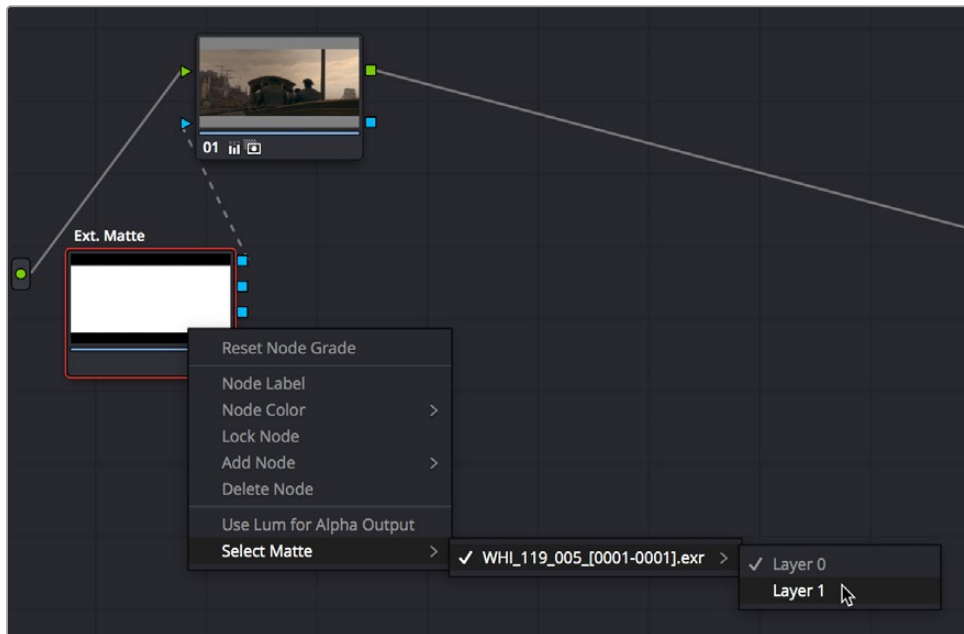 01
Ext. Matte
Reset Node Grade
Node Label
Node Color
Lock Node
Add Node
Delete Node
Use Lum for Alpha Output
Select Matte
WHI_119_005_[0001-0001].exr
Layer 0
Layer 1